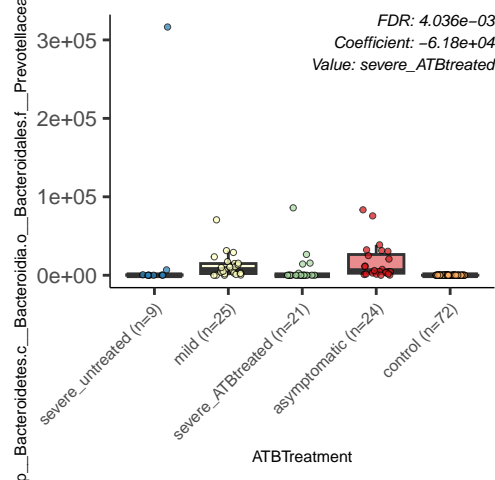 FDR: 4.036e−03
Coefficient: −6.18e+04
Value: severe_ATBtreated
p__Bacteroidetes.c__Bacteroidia.o__Bacteroidales.f__Prevotellacea
3e+05
2e+05
1e+05
0e+00
severe_untreated (n=9)
mild (n=25)
severe_ATBtreated (n=21)
asymptomatic (n=24)
control (n=72)
ATBTreatment